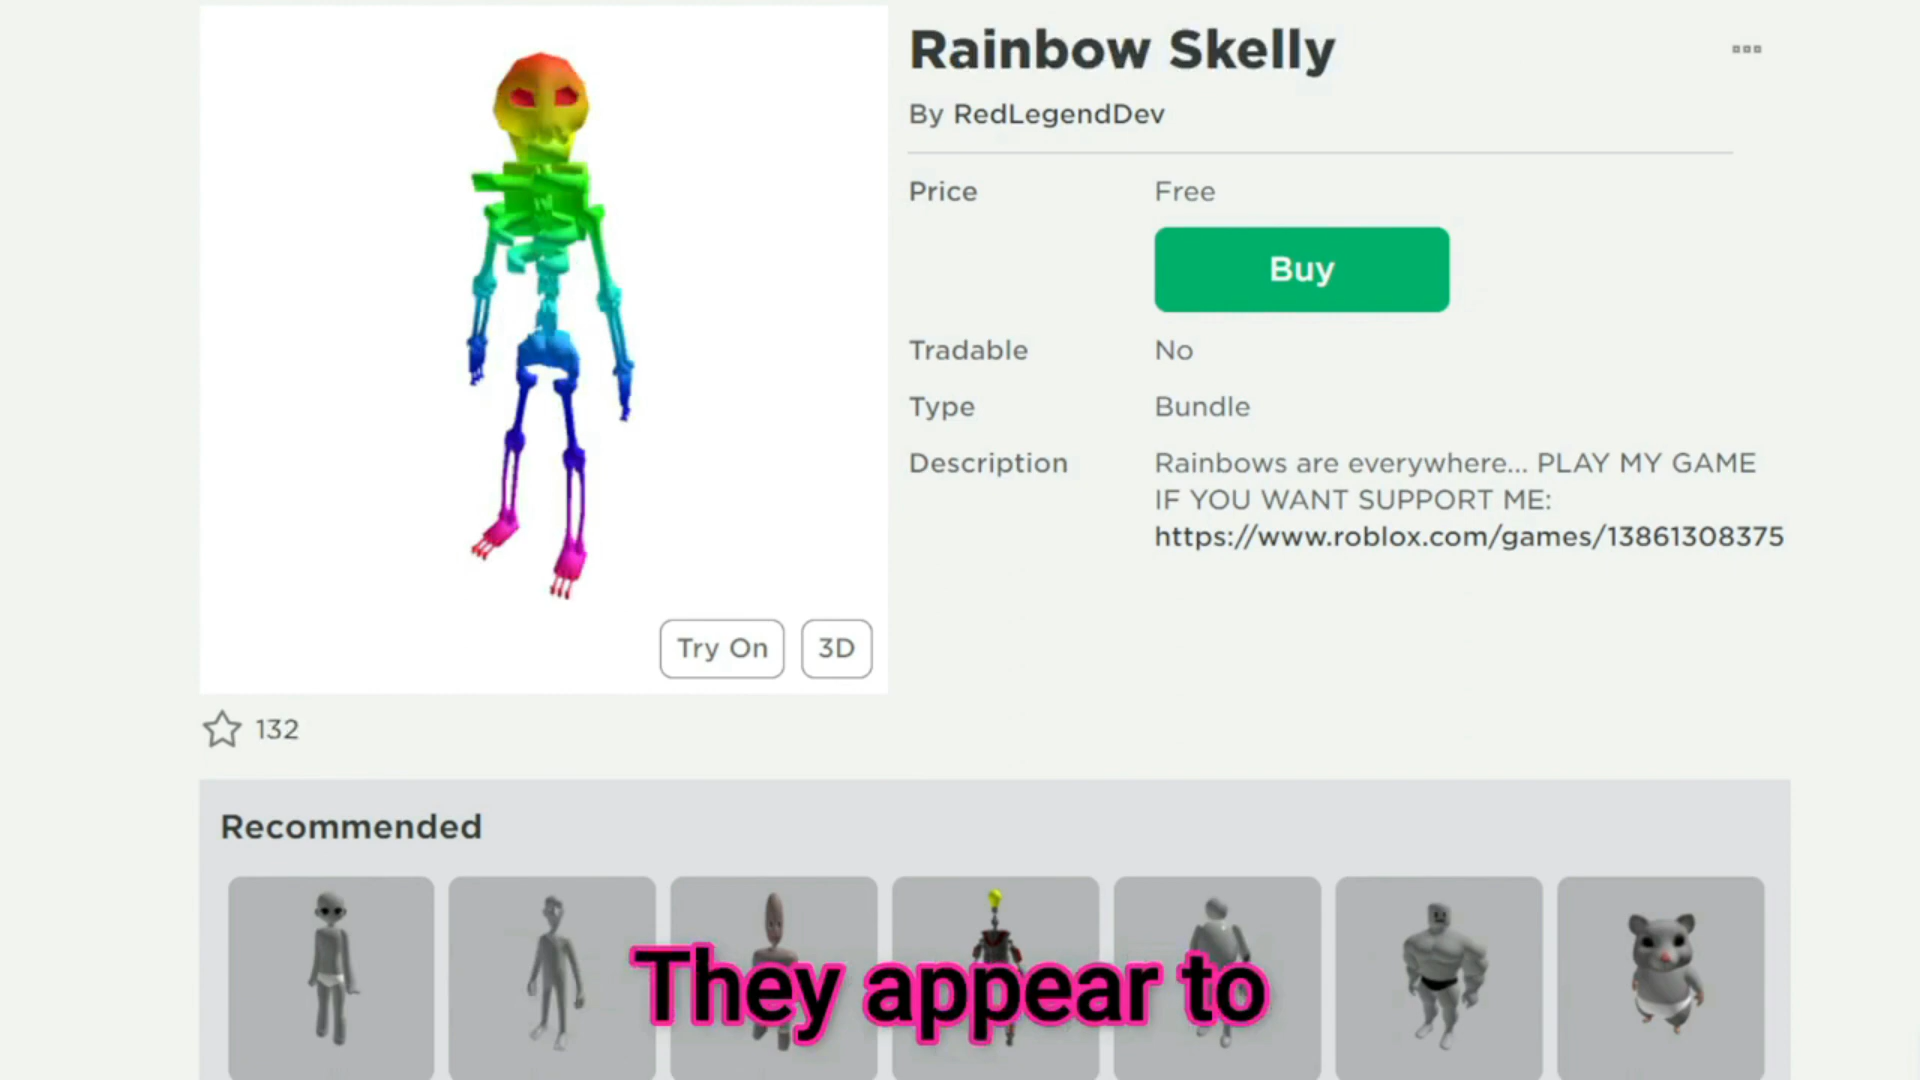 Rainbow Skelly
By RedLegendDev
Price Free
Buy
Tradable No
Type Bundle
Description Rainbows are everywhere... PLAY MY GAME
IF YOU WANT SUPPORT ME:
https://www.roblox.com/games/13861308375
Try On 3D
132
Recommended
They appear to